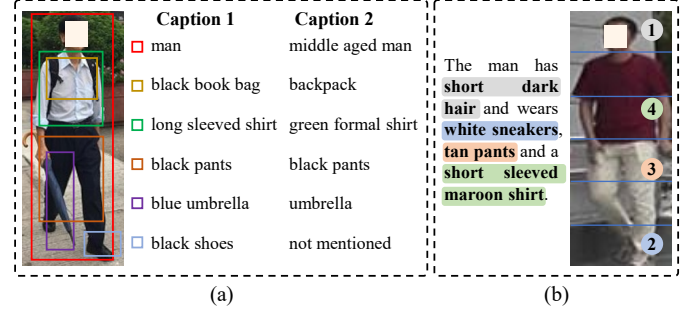 Caption 1 Caption 2
man middle aged man
black book bag backpack
long sleeved shirt green formal shirt
black pants black pants
blue umbrella umbrella
black shoes not mentioned
(a)
The man has
short dark
hair and wears
white sneakers,
tan pants and a
short sleeved
maroon shirt.
1
4
3
2
(b)